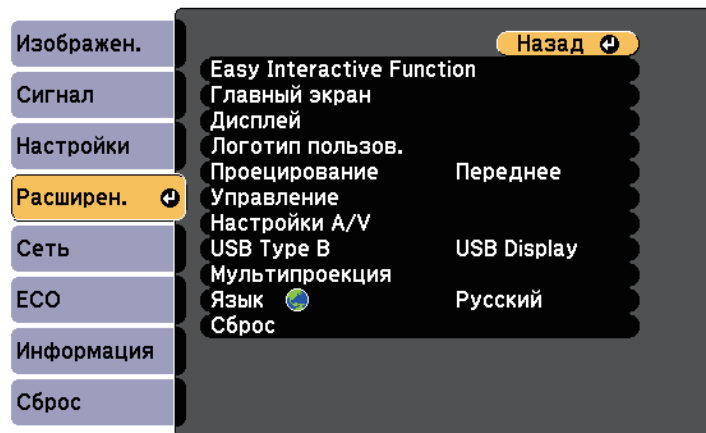 Изображен.
Сигнал
Настройки
Расширен.
Сеть
ECO
Информация
Сброс
Назад
Easy Interactive Function
Главный экран
Дисплей
Логотип пользов.
Проецирование Переднее
Управление
Настройки A/V
USB Type B USB Display
Мультипроекция
Язык Русский
Сброс